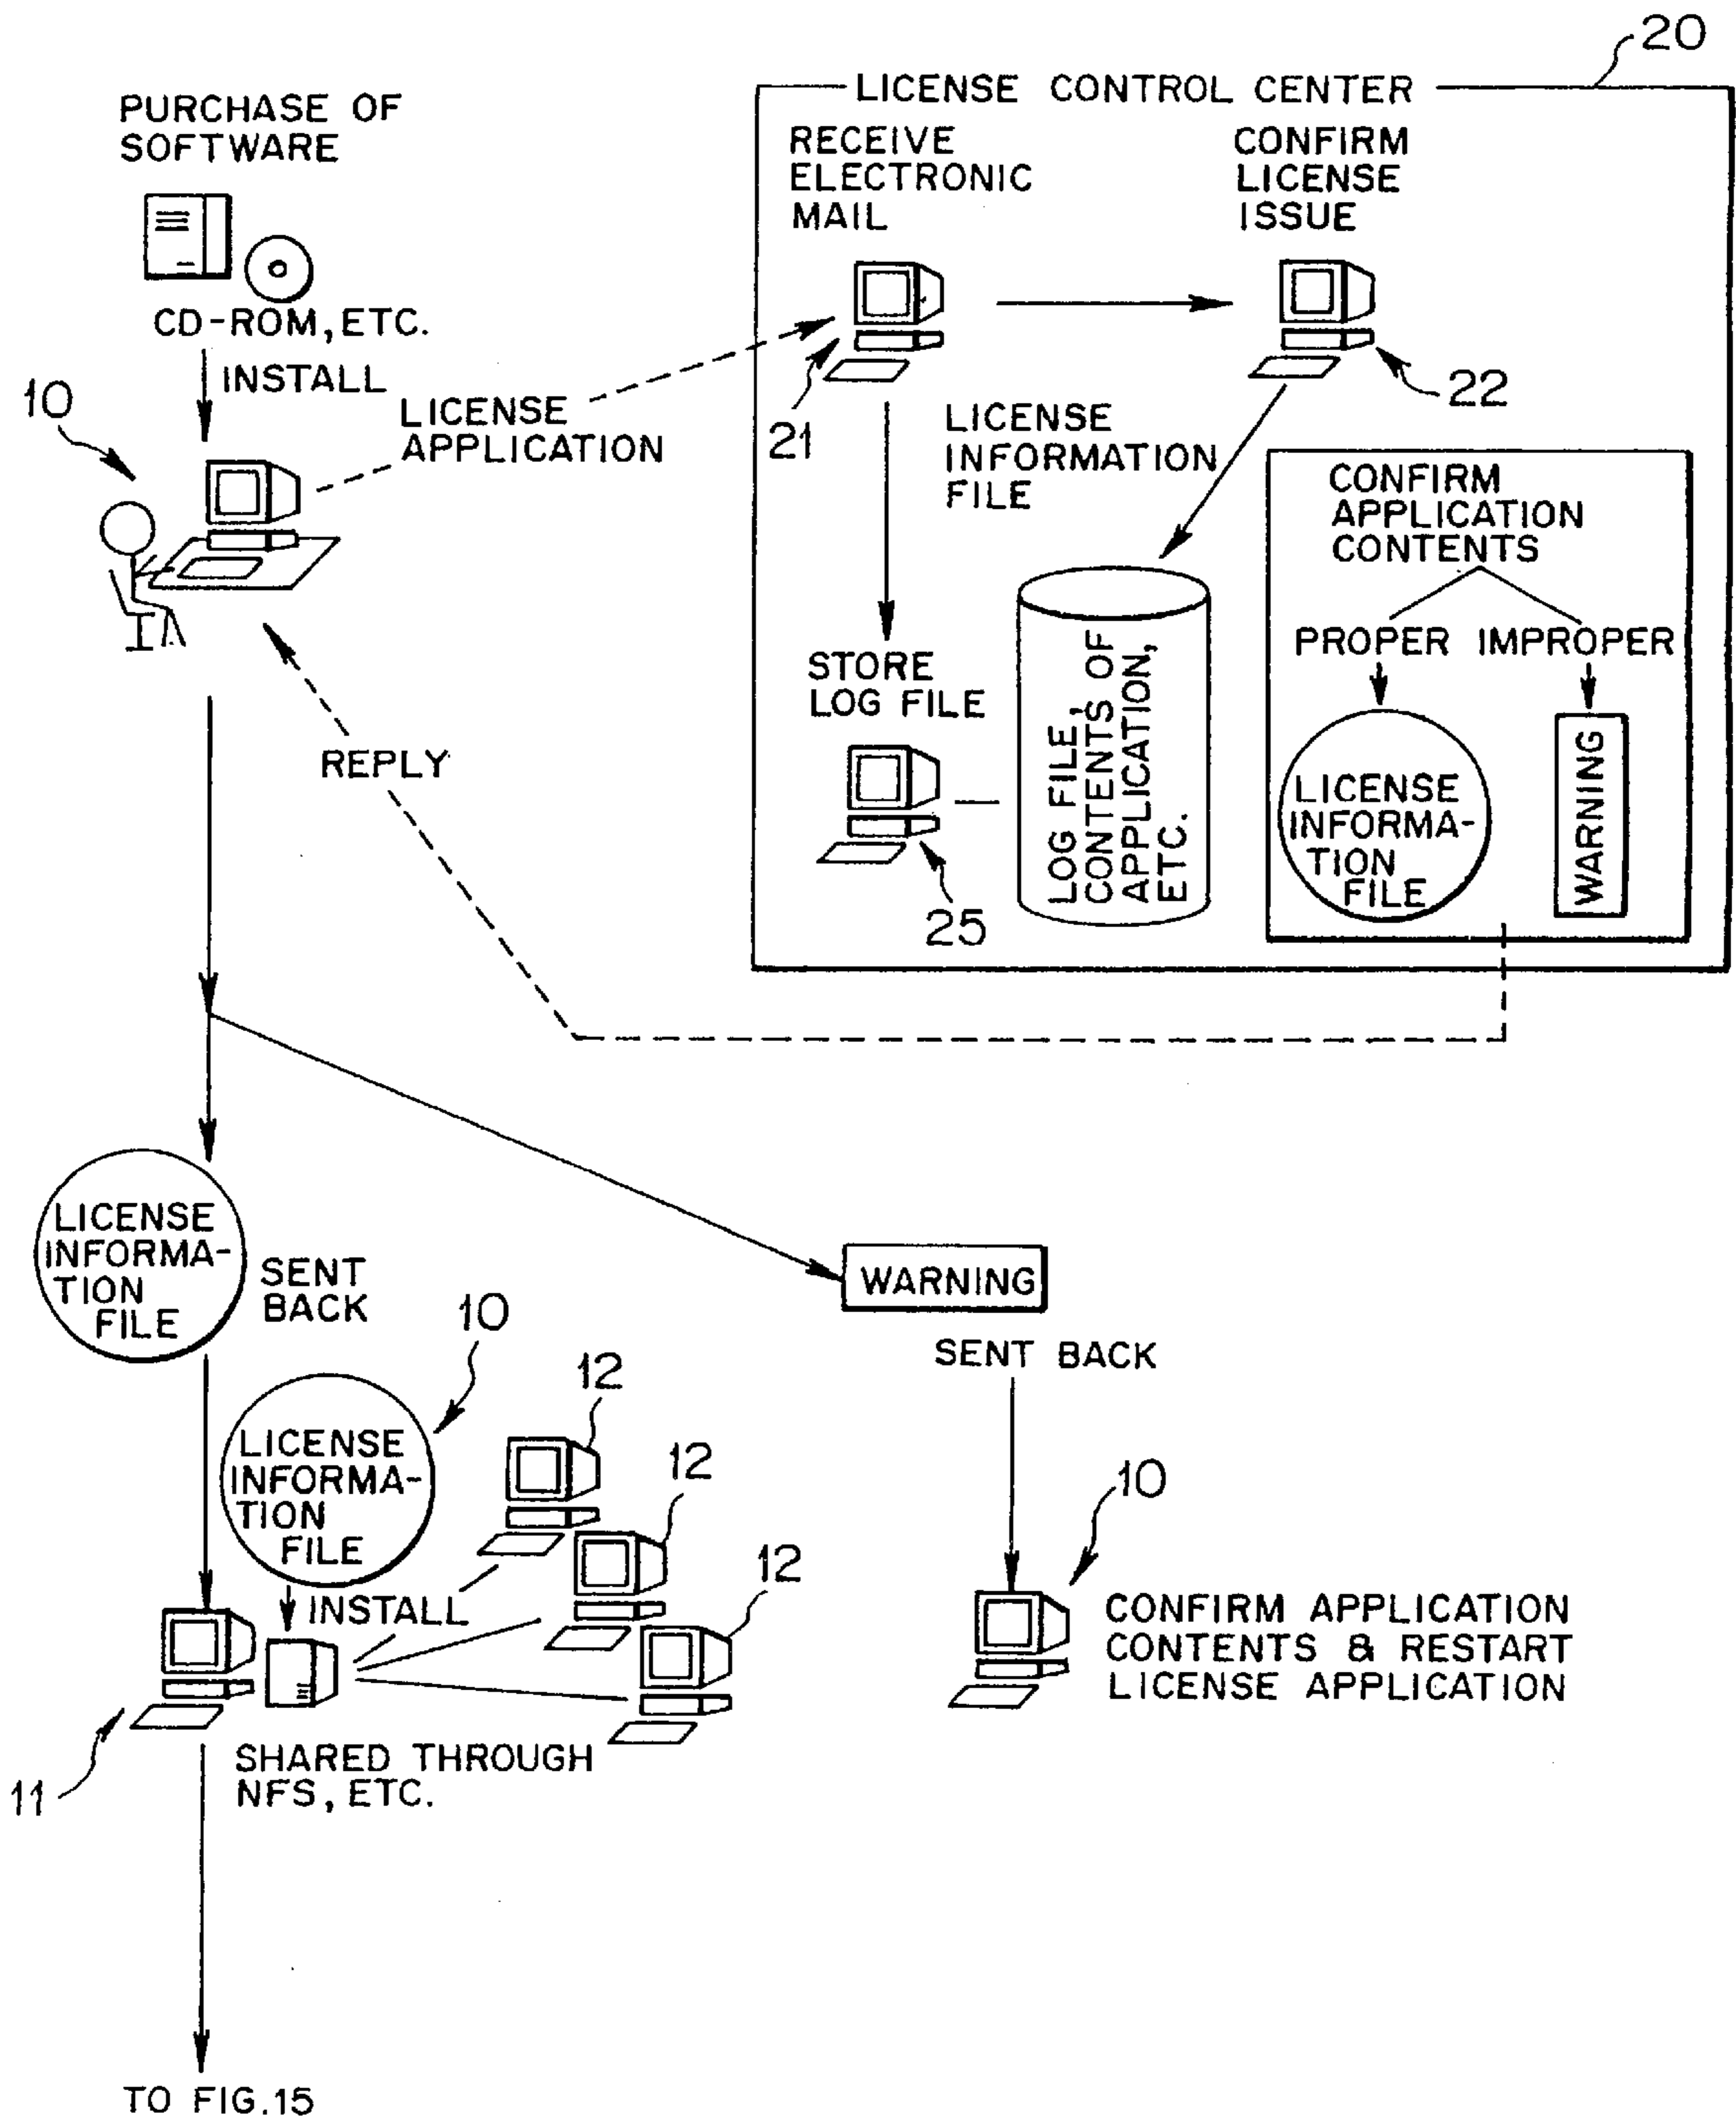 20
LICENSE CONTROL CENTER
PURCHASE OF
SOFTWARE
CD-ROM, ETC.
INSTALL
10
LICENSE
APPLICATION
RECEIVE
ELECTRONIC
MAIL
CONFIRM
LICENSE
ISSUE
21
22
LICENSE
INFORMATION
FILE
STORE
LOG FILE
25
LOG FILE,
CONTENTS OF
APPLICATION,
ETC.
CONFIRM
APPLICATION
CONTENTS
PROPER
IMPROPER
LICENSE
INFORMA-
TION
FILE
WARNING
REPLY
LICENSE
INFORMA-
TION
FILE
SENT
BACK
WARNING
SENT BACK
10
LICENSE
INFORMA-
TION
FILE
INSTALL
12
12
12
11
SHARED THROUGH
NFS, ETC.
10
CONFIRM APPLICATION
CONTENTS & RESTART
LICENSE APPLICATION
TO FIG.15